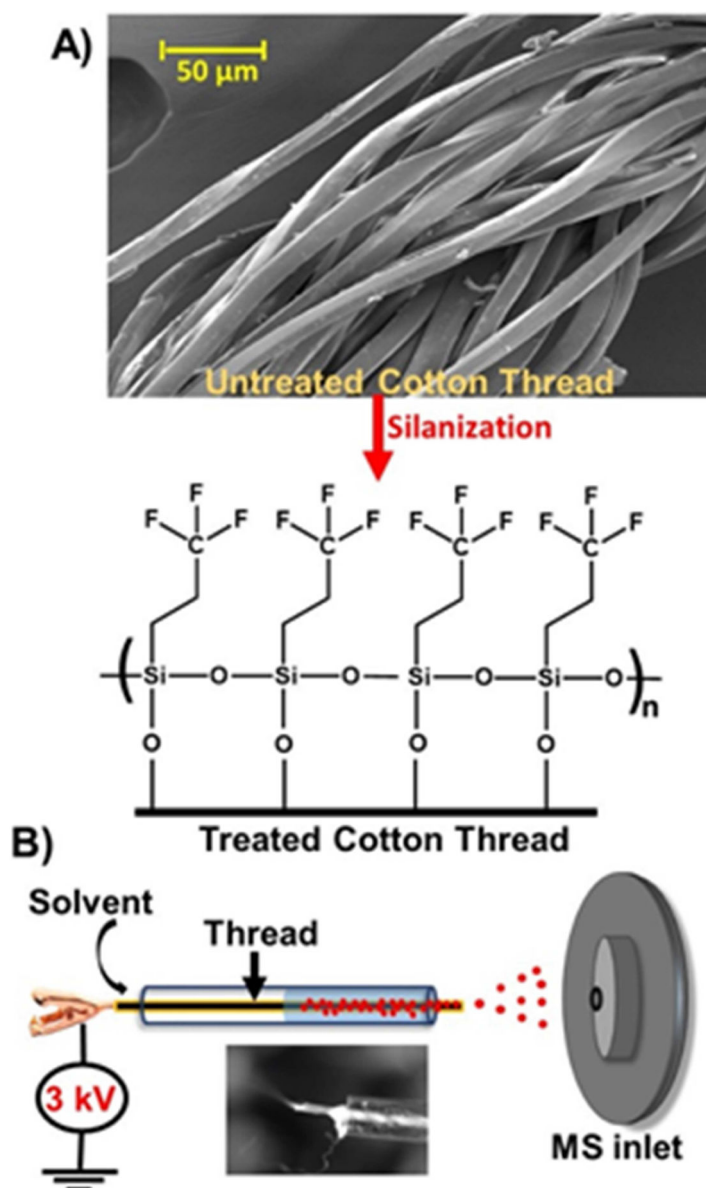 A)
50 µm
Untreated Cotton Thread
Silanization
F F F F
F F F F F F F F
C C C C
( Si O Si O Si O Si O ) n
O O O O
Treated Cotton Thread
B)
Solvent
Thread
3 kV
MS inlet